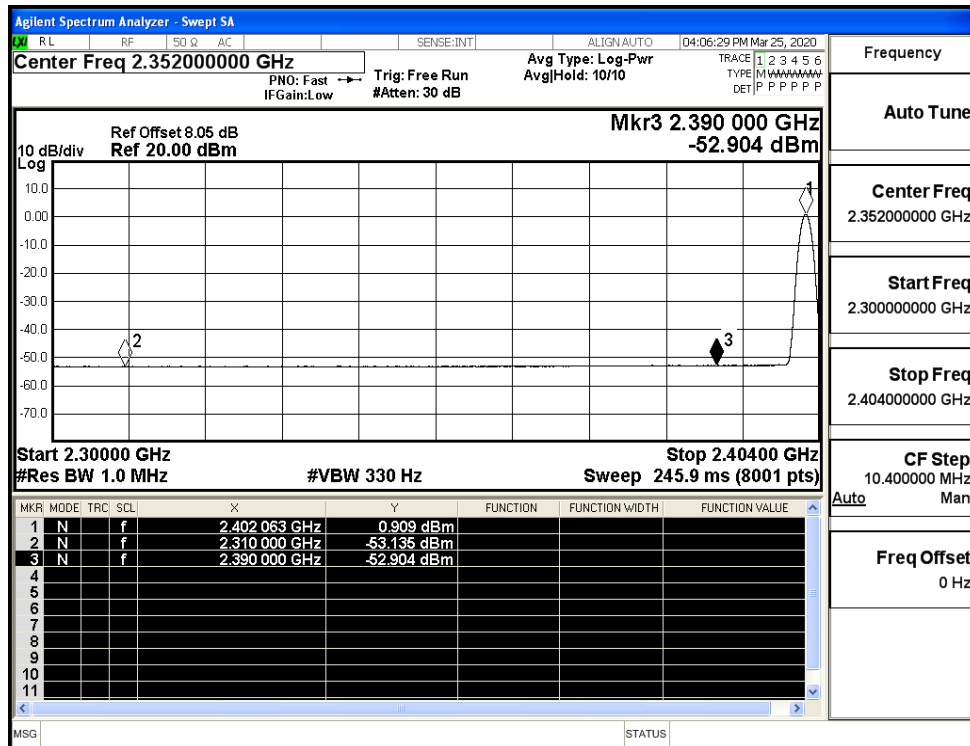 Agilent Spectrum Analyzer - Swept SA
LXI RL RF 50 Ω AC SENSE:INT ALIGN AUTO 04:06:29 PM Mar 25, 2020
Center Freq 2.352000000 GHz
PNO: Fast
IFGain:Low
Trig: Free Run
#Atten: 30 dB
Avg Type: Log-Pwr
Avg|Hold: 10/10
TRACE 1 2 3 4 5 6
TYPE M WWWWW
DET P P P P P P
Ref Offset 8.05 dB
Ref 20.00 dBm
Mkr3 2.390 000 GHz
-52.904 dBm
10 dB/div
Log
10.0
0.00
-10.0
-20.0
-30.0
-40.0
-50.0
-60.0
-70.0
1
2
3
Start 2.30000 GHz Stop 2.40400 GHz
#Res BW 1.0 MHz #VBW 330 Hz Sweep 245.9 ms (8001 pts)
MKR MODE TRC SCL X Y FUNCTION FUNCTION WIDTH FUNCTION VALUE
1 N f 2.402 063 GHz 0.909 dBm
2 N f 2.310 000 GHz -53.135 dBm
3 N f 2.390 000 GHz -52.904 dBm
4
5
6
7
8
9
10
11
MSG STATUS
Frequency
Auto Tune
Center Freq
2.352000000 GHz
Start Freq
2.300000000 GHz
Stop Freq
2.404000000 GHz
CF Step
10.400000 MHz
Auto Man
Freq Offset
0 Hz